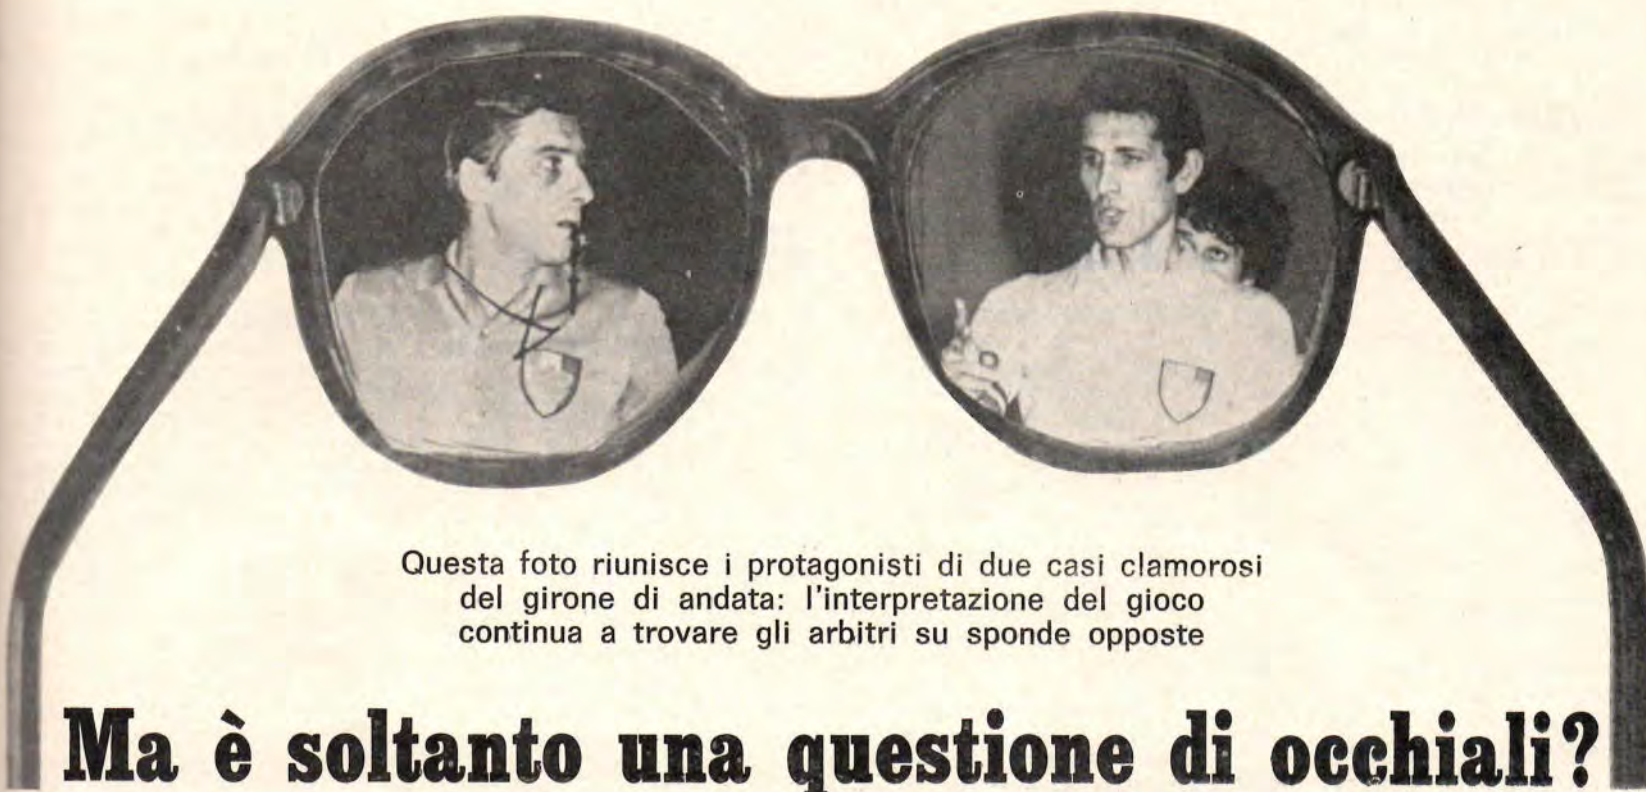 Questa foto riunisce i protagonisti di due casi clamorosi
del girone di andata: l'interpretazione del gioco
continua a trovare gli arbitri su sponde opposte
Ma è soltanto una questione di occhiali?